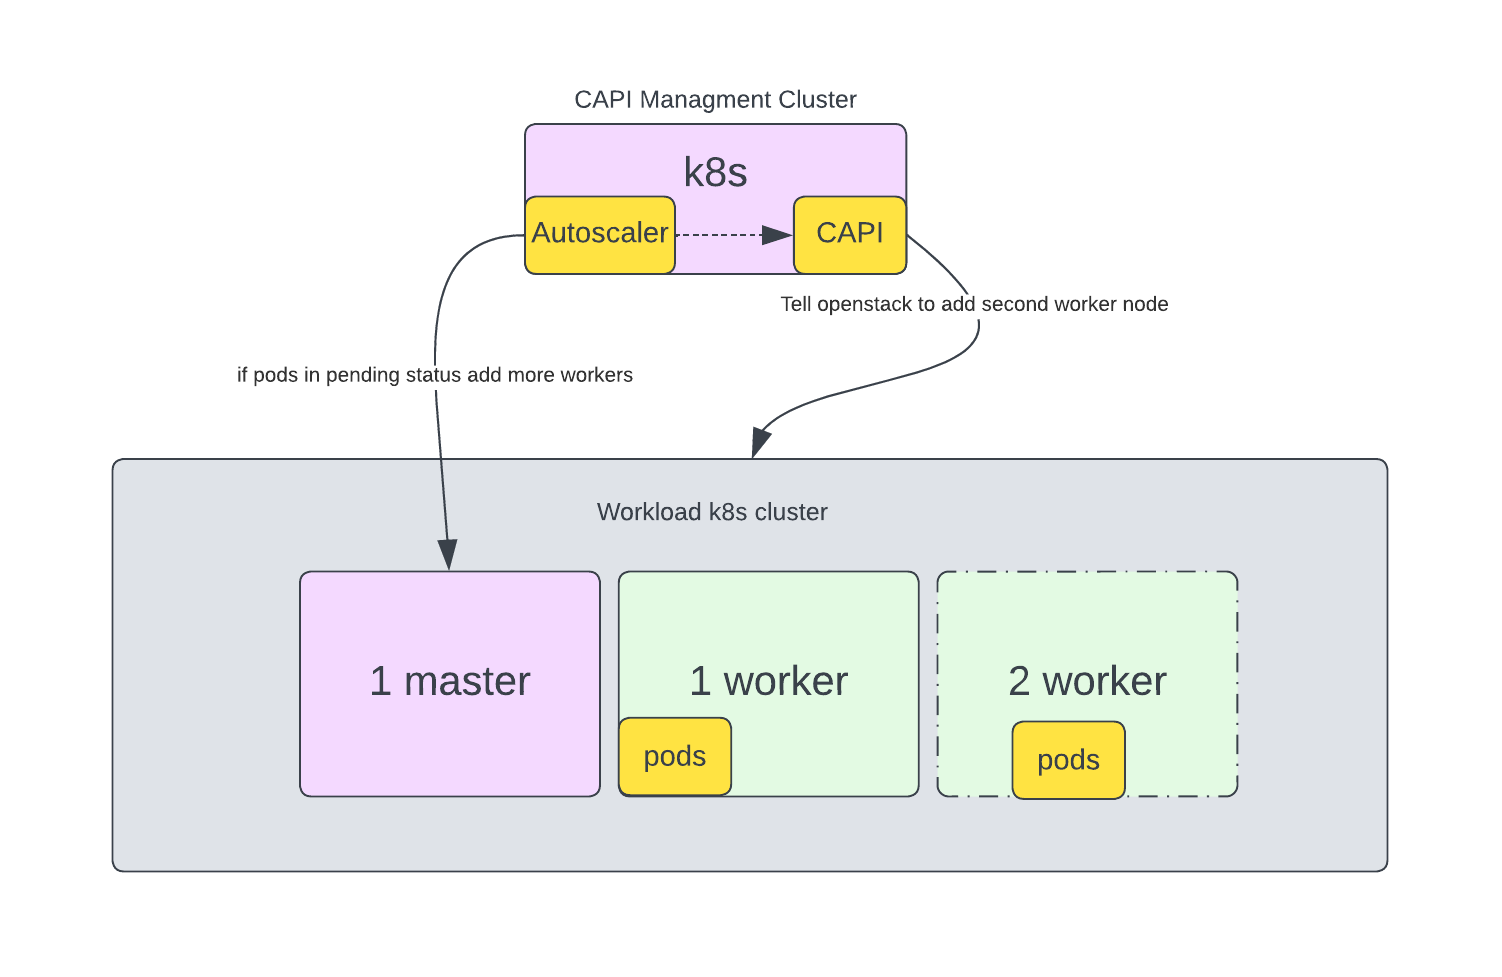 CAPI Managment Cluster
k8s
Autoscaler
CAPI
Tell openstack to add second worker node
if pods in pending status add more workers
Workload k8s cluster
1 master
1 worker
2 worker
pods
pods